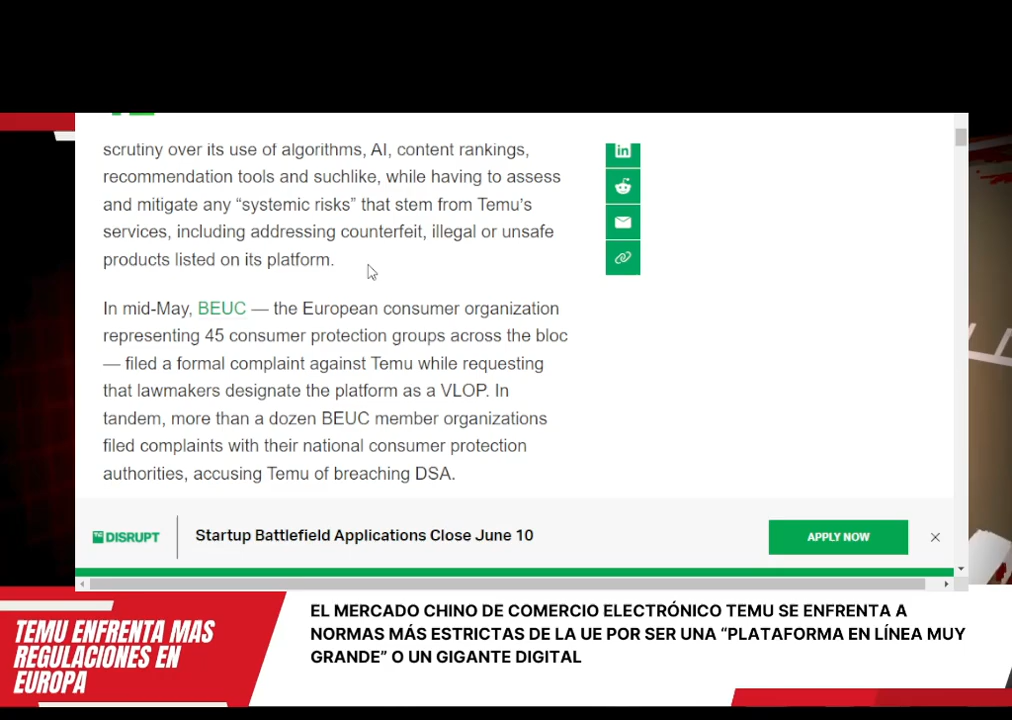 scrutiny over its use of algorithms, AI, content rankings,
recommendation tools and suchlike, while having to assess
and mitigate any “systemic risks” that stem from Temu’s
services, including addressing counterfeit, illegal or unsafe
products listed on its platform.
In mid-May, BEUC — the European consumer organization
representing 45 consumer protection groups across the bloc
— filed a formal complaint against Temu while requesting
that lawmakers designate the platform as a VLOP. In
tandem, more than a dozen BEUC member organizations
filed complaints with their national consumer protection
authorities, accusing Temu of breaching DSA.
in
DISRUPT
Startup Battlefield Applications Close June 10
APPLY NOW
TEMU ENFRENTA MAS
REGULACIONES EN
EUROPA
EL MERCADO CHINO DE COMERCIO ELECTRÓNICO TEMU SE ENFRENTA A
NORMAS MÁS ESTRICTAS DE LA UE POR SER UNA “PLATAFORMA EN LÍNEA MUY
GRANDE” O UN GIGANTE DIGITAL